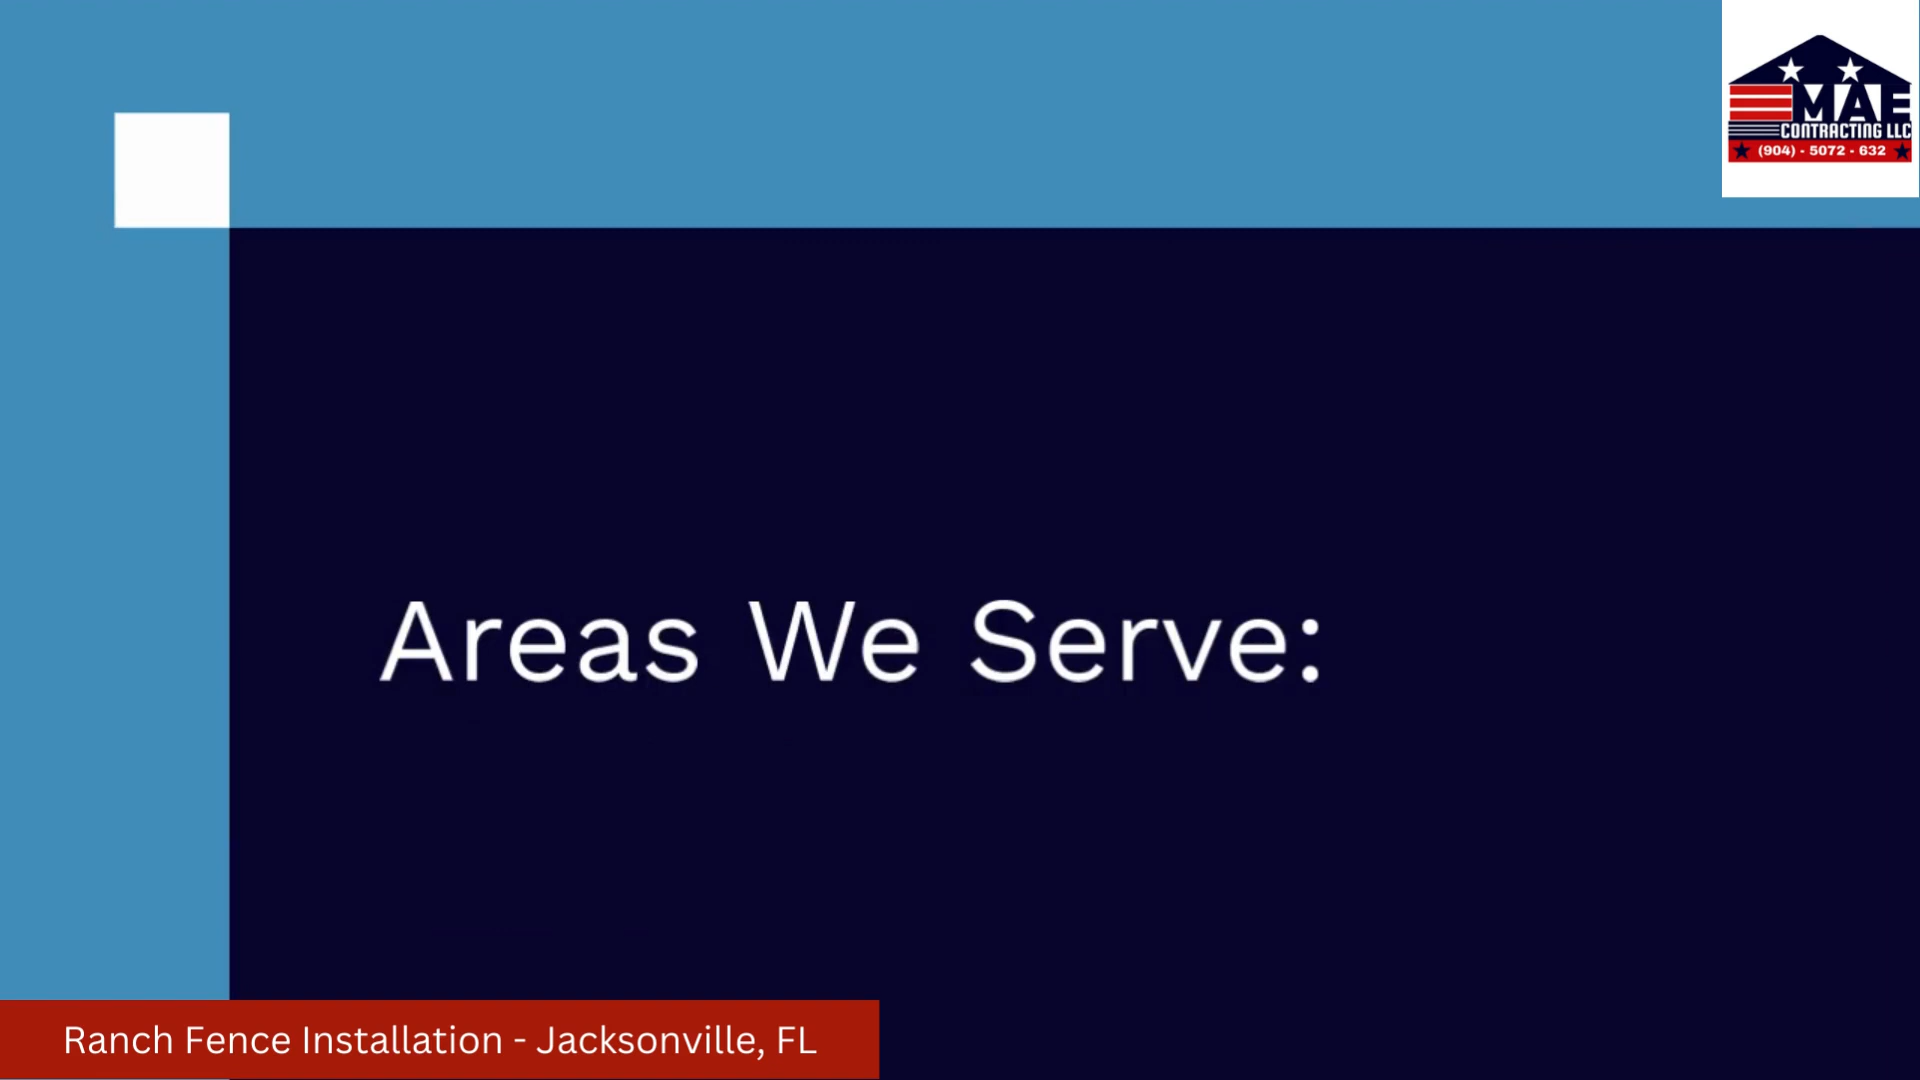 MAE
CONTRACTING LLC
(904) - 5072 - 632
Areas We Serve:
Ranch Fence Installation - Jacksonville, FL